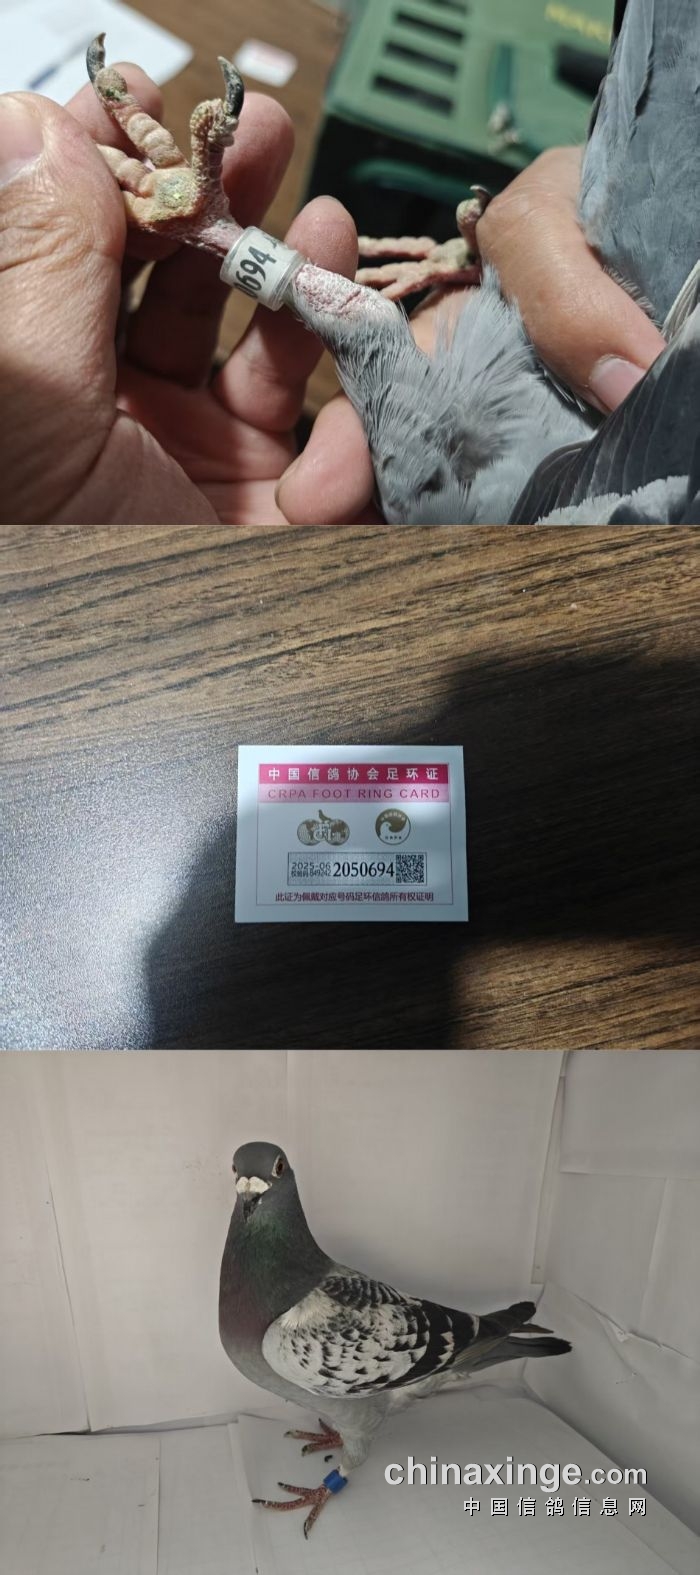 0694
中国信鸽协会足环证
CRPA FOOT RING CARD
2025-06
2050694
此证为佩戴对应号码足环信鸽所有权证明
chinaxinge.com
中国信鸽信息网